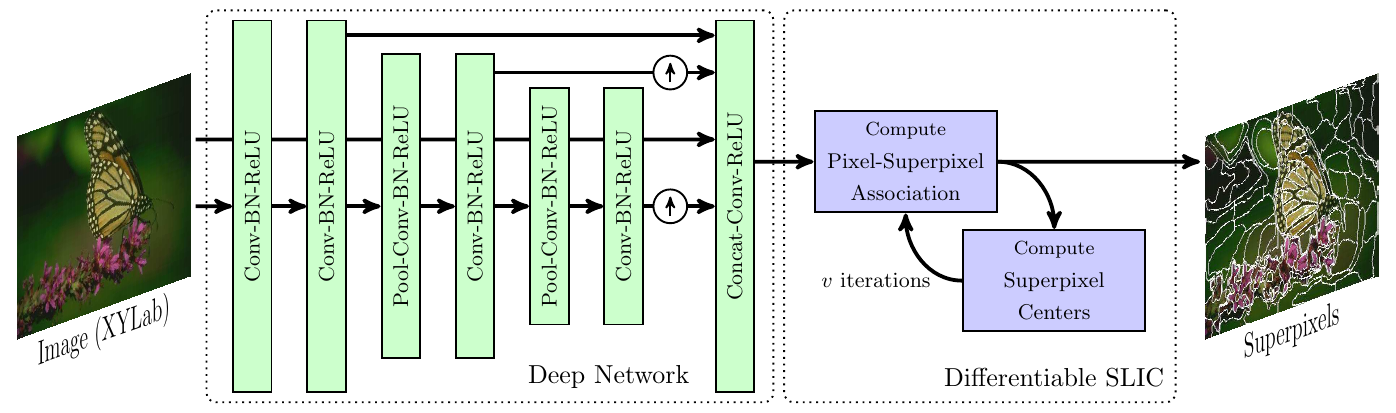 Image (XYLab)
Conv-BN-ReLU
Conv-BN-ReLU
Pool-Conv-BN-ReLU
Conv-BN-ReLU
Pool-Conv-BN-ReLU
Conv-BN-ReLU
Concat-Conv-ReLU
Deep Network
Compute
Pixel-Superpixel
Association
Compute
Superpixel
Centers
v iterations
Differentiable SLIC
Superpixels